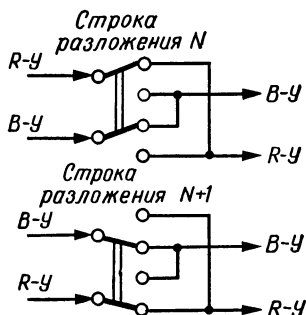 Строка
разложения N
R-У
B-У
B-У
R-У
Строка
разложения N+1
B-У
B-У
R-У
R-У